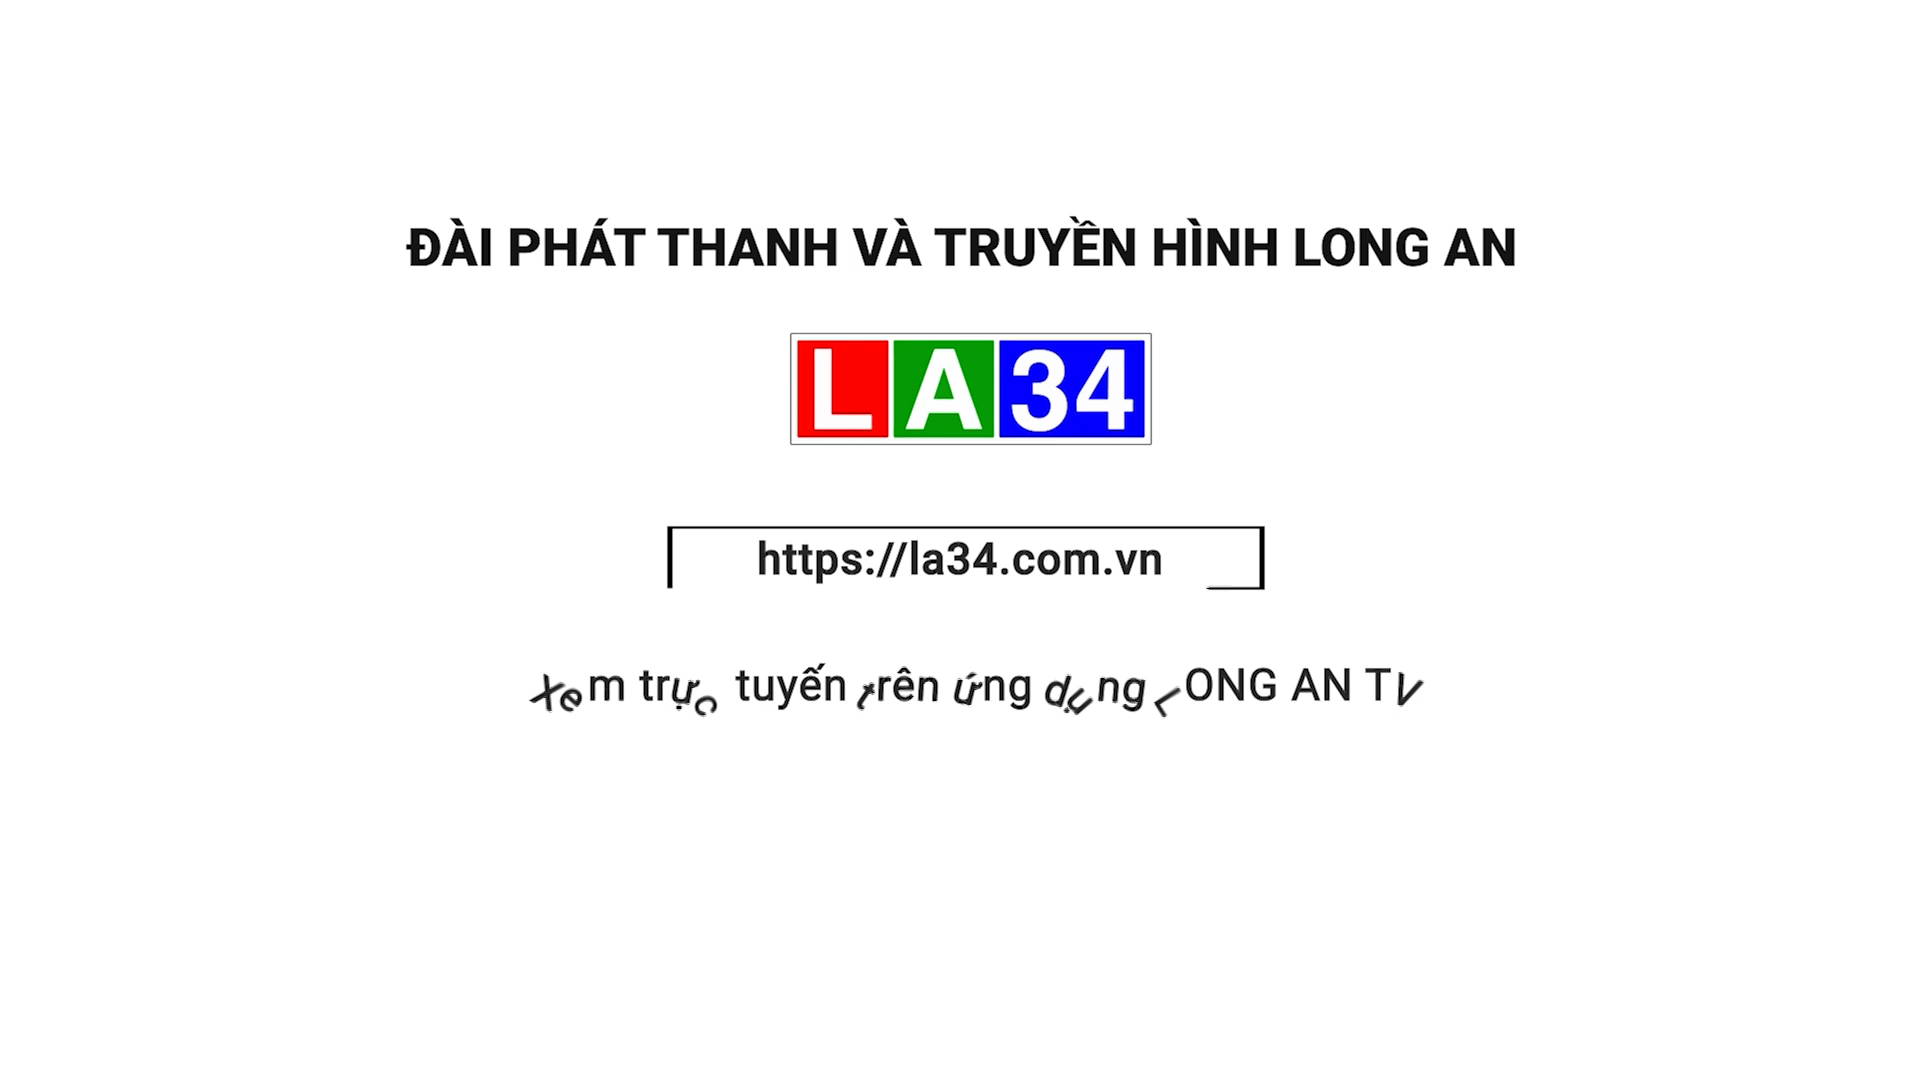 ĐÀI PHÁT THANH VÀ TRUYỀN HÌNH LONG AN
LA34
https://la34.com.vn
Xem trực tuyến trên ứng dụng LONG AN TV